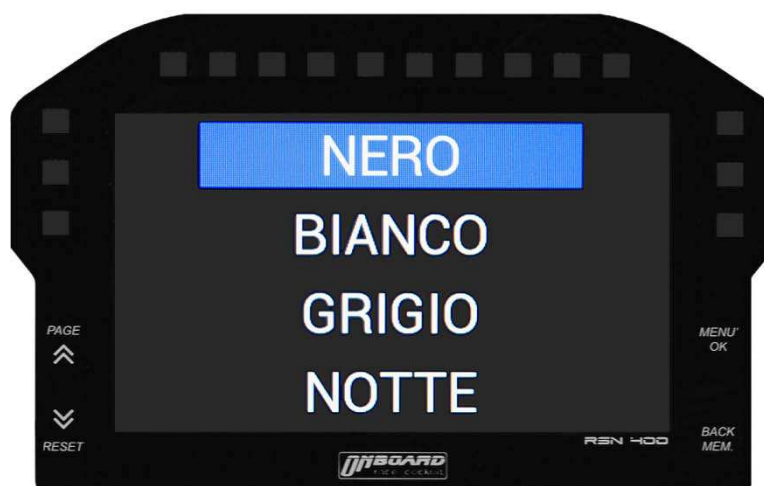 NERO
BIANCO
GRIGIO
NOTTE
PAGE
RESET
MENU'
OK
BACK
MEM.
RSN 400
ONBOARD